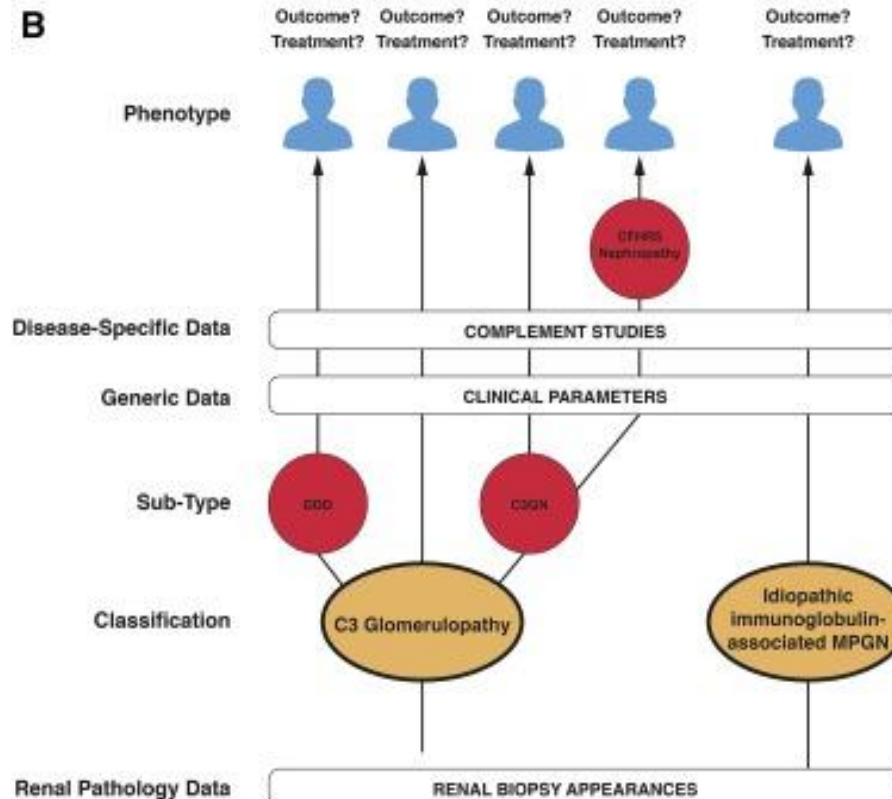 B
Outcome? Outcome? Outcome? Outcome? Outcome?
Treatment? Treatment? Treatment? Treatment? Treatment?
Phenotype
CFHR5
Nephropathy
Disease-Specific Data COMPLEMENT STUDIES
Generic Data CLINICAL PARAMETERS
Sub-Type DDD C3GN
Classification C3 Glomerulopathy Idiopathic
immunoglobulin-
associated MPGN
Renal Pathology Data RENAL BIOPSY APPEARANCES